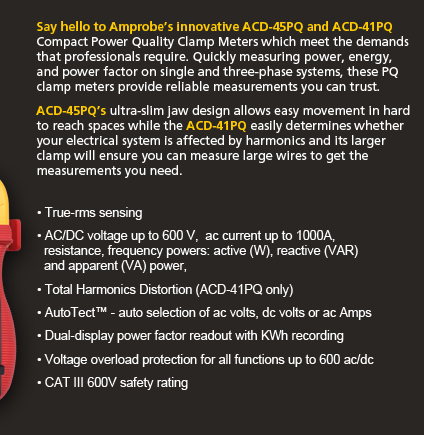 Say hello to Amprobe's innovative ACD-45PQ and ACD-41PQ
Compact Power Quality Clamp Meters which meet the demands
that professionals require. Quickly measuring power, energy,
and power factor on single and three-phase systems, these PQ
clamp meters provide reliable measurements you can trust.
ACD-45PQ's ultra-slim jaw design allows easy movement in hard
to reach spaces while the ACD-41PQ easily determines whether
your electrical system is affected by harmonics and its larger
clamp will ensure you can measure large wires to get the
measurements you need.
• True-rms sensing
• AC/DC voltage up to 600 V, ac current up to 1000A,
resistance, frequency powers: active (W), reactive (VAR)
and apparent (VA) power,
• Total Harmonics Distortion (ACD-41PQ only)
• AutoTect™ - auto selection of ac volts, dc volts or ac Amps
• Dual-display power factor readout with KWh recording
• Voltage overload protection for all functions up to 600 ac/dc
• CAT III 600V safety rating